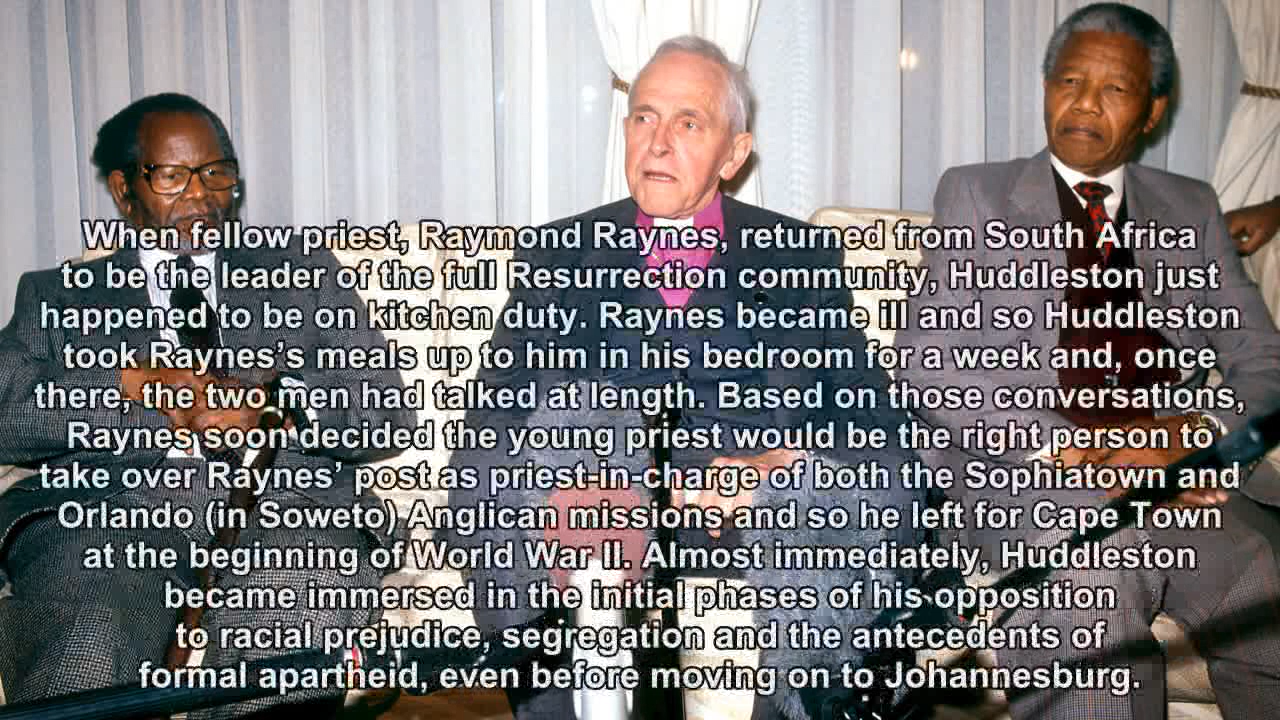 When fellow priest, Raymond Raynes, returned from South Africa
to be the leader of the full Resurrection community, Huddleston just
happened to be on kitchen duty. Raynes became ill and so Huddleston
took Raynes’s meals up to him in his bedroom for a week and, once
there, the two men had talked at length. Based on those conversations,
Raynes soon decided the young priest would be the right person to
take over Raynes’ post as priest-in-charge of both the Sophiatown and
Orlando (in Soweto) Anglican missions and so he left for Cape Town
at the beginning of World War II. Almost immediately, Huddleston
became immersed in the initial phases of his opposition
to racial prejudice, segregation and the antecedents of
formal apartheid, even before moving on to Johannesburg.